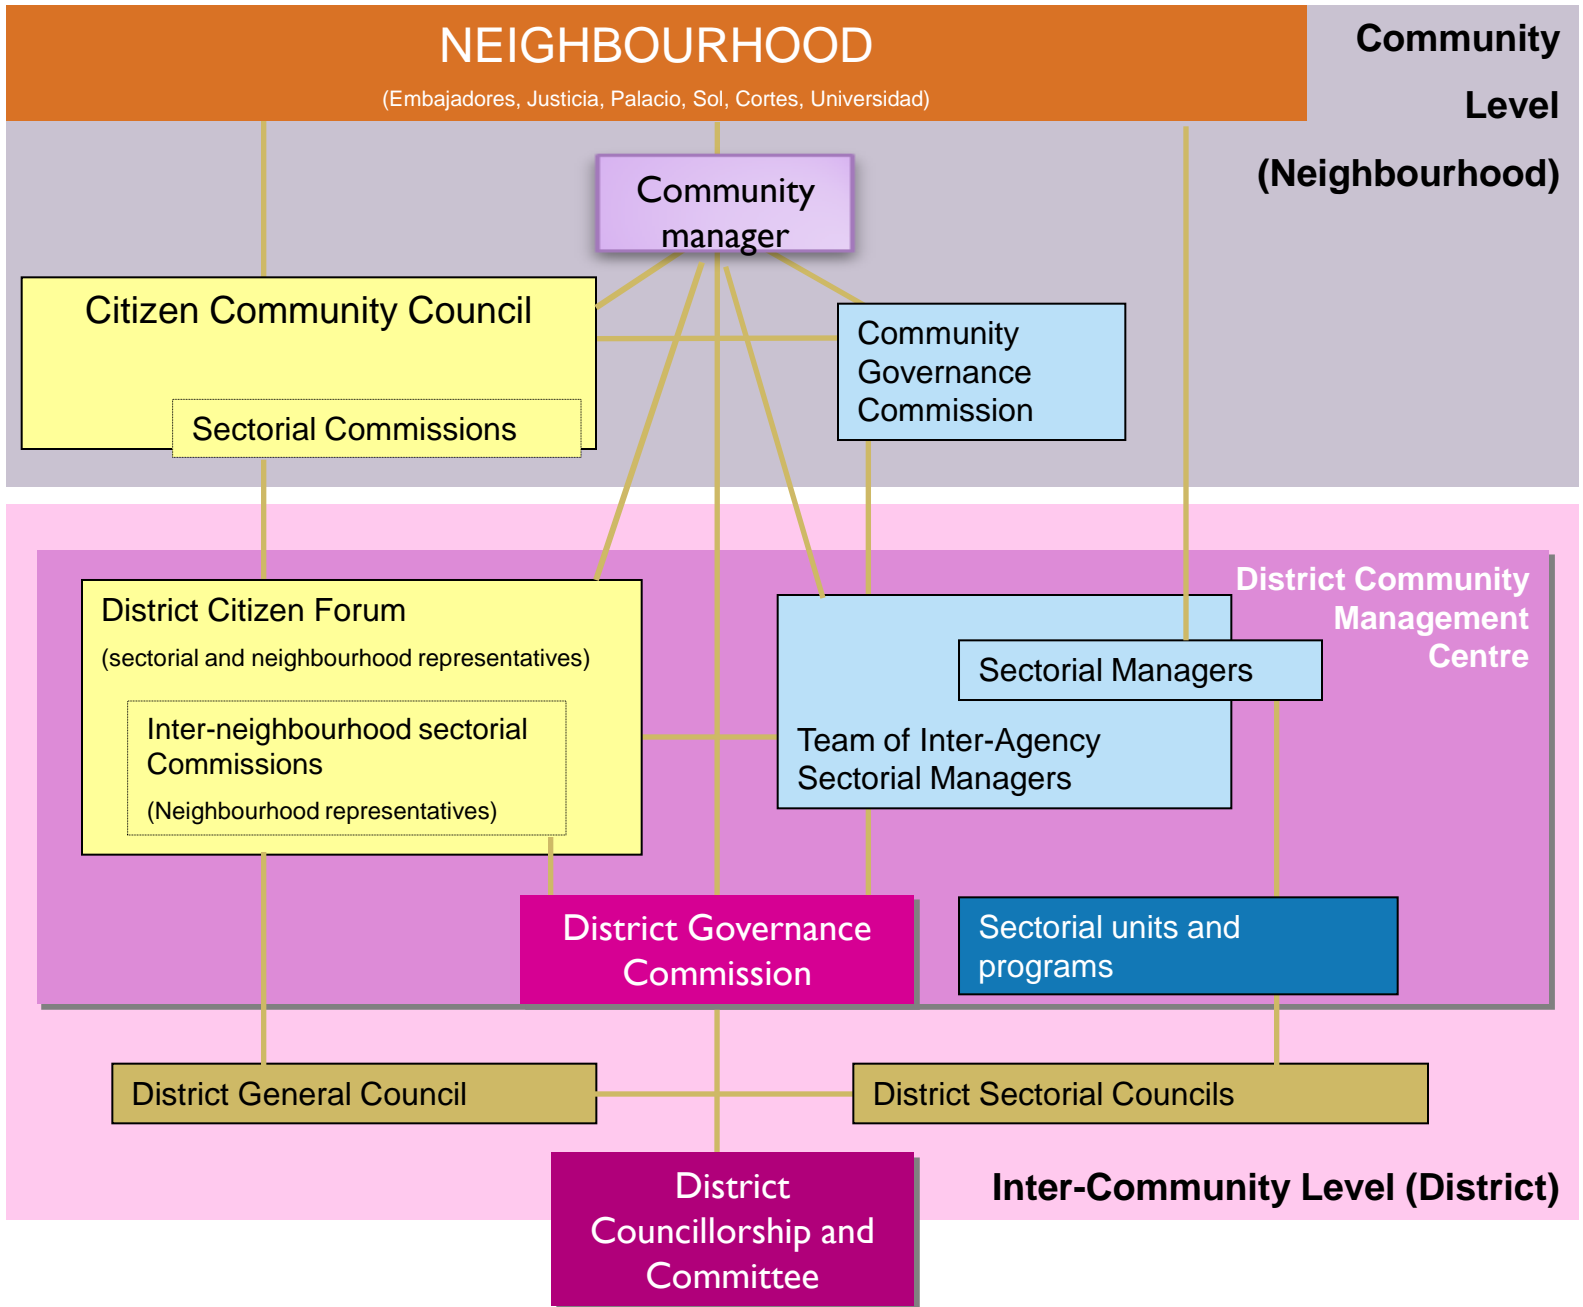 NEIGHBOURHOOD
(Embajadores, Justicia, Palacio, Sol, Cortes, Universidad)
Community
Level
(Neighbourhood)
Community
manager
Citizen Community Council
Sectorial Commissions
Community
Governance
Commission
District Community
Management
Centre
District Citizen Forum
(sectorial and neighbourhood representatives)
Inter-neighbourhood sectorial
Commissions
(Neighbourhood representatives)
Sectorial Managers
Team of Inter-Agency
Sectorial Managers
District Governance
Commission
Sectorial units and
programs
District General Council
District Sectorial Councils
District
Councillorship and
Committee
Inter-Community Level (District)